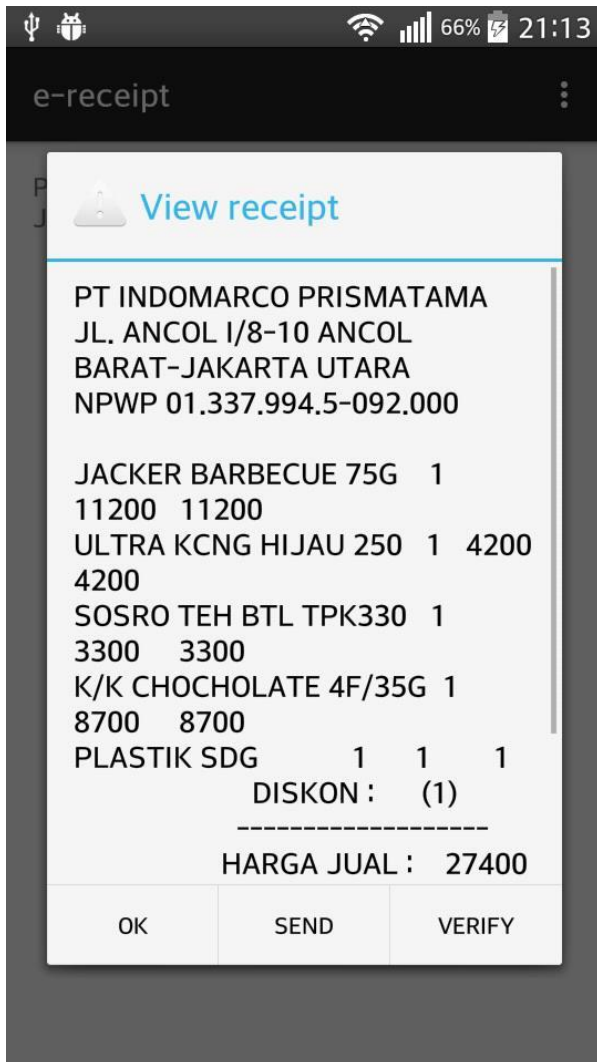 66% 21:13
e-receipt
P
View receipt
J
PT INDOMARCO PRISMATAMA
JL. ANCOL I/8-10 ANCOL
BARAT-JAKARTA UTARA
NPWP 01.337.994.5-092.000
JACKER BARBECUE 75G 1
11200 11200
ULTRA KCNG HIJAU 250 1 4200
4200
SOSRO TEH BTL TPK330 1
3300 3300
K/K CHOCHOLATE 4F/35G 1
8700 8700
PLASTIK SDG 1 1 1
DISKON : (1)
-------------------
HARGA JUAL : 27400
OK SEND VERIFY